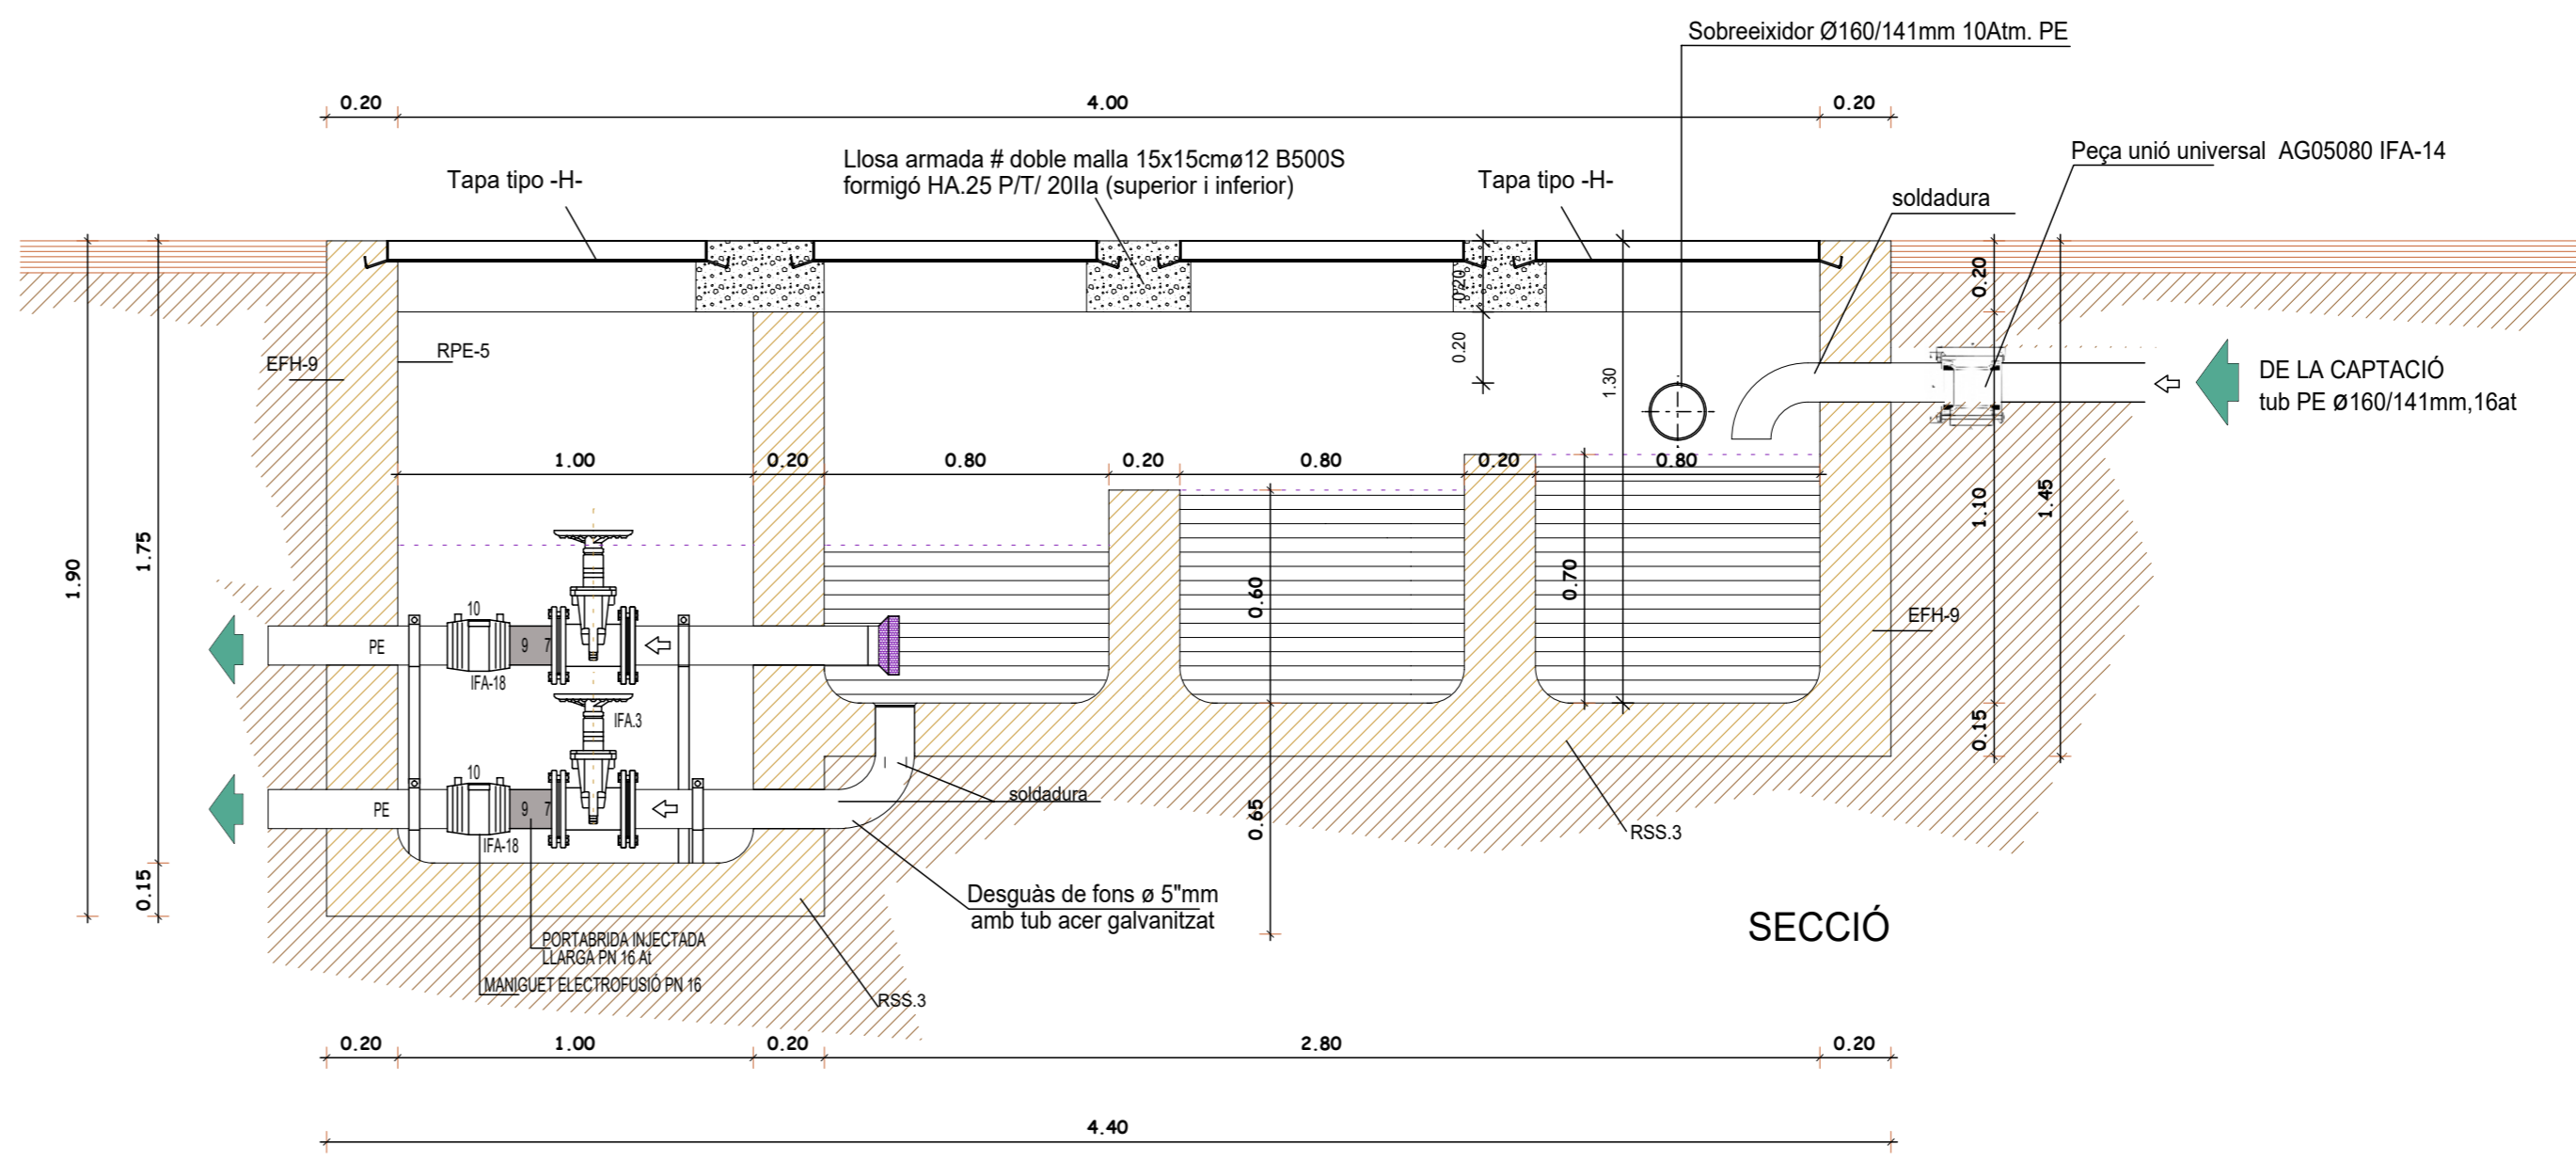 Sobreeixidor Ø160/141mm 10Atm. PE
0.20
4.00
0.20
Llosa armada # doble malla 15x15cmø12 B500S
formigó HA.25 P/T/ 20IIa (superior i inferior)
Tapa tipo -H-
Tapa tipo -H-
Peça unió universal AG05080 IFA-14
soldadura
EFH-9
RPE-5
0.20
0.20
1.30
0.20
DE LA CAPTACIÓ
tub PE Ø160/141mm,16at
1.00
0.20
0.80
0.20
0.80
0.20
0.80
1.90
1.75
0.60
0.70
1.10
1.45
EFH-9
PE
10
9
7
IFA-18
IFA.3
PE
10
9
7
IFA-18
soldadura
0.65
0.15
RSS.3
0.15
Desguàs de fons ø 5"mm
amb tub acer galvanitzat
SECCIÓ
PORTABRIDA INJECTADA
LLARGA PN 16 At
MANIGUET ELECTROFUSIÓ PN 16
RSS.3
0.20
1.00
0.20
2.80
0.20
4.40